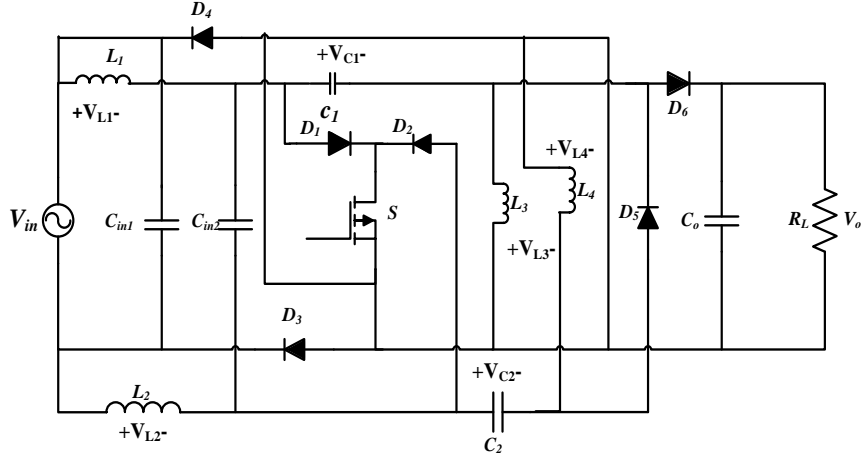 D4
L1
+VC1-
+VL1-
c1
D1
D2
D6
+VL4-
L4
Vin
Cin1
Cin2
S
L3
D5
Co
RL
Vo
+VL3-
D3
+VC2-
L2
+VL2-
C2